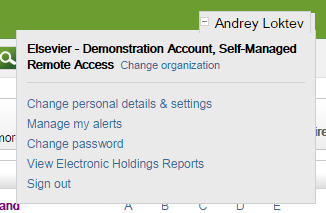 Andrey Loktev
Elsevier - Demonstration Account, Self-Managed
Remote Access Change organization
Change personal details & settings
Manage my alerts
Change password
View Electronic Holdings Reports
Sign out
A B C D E